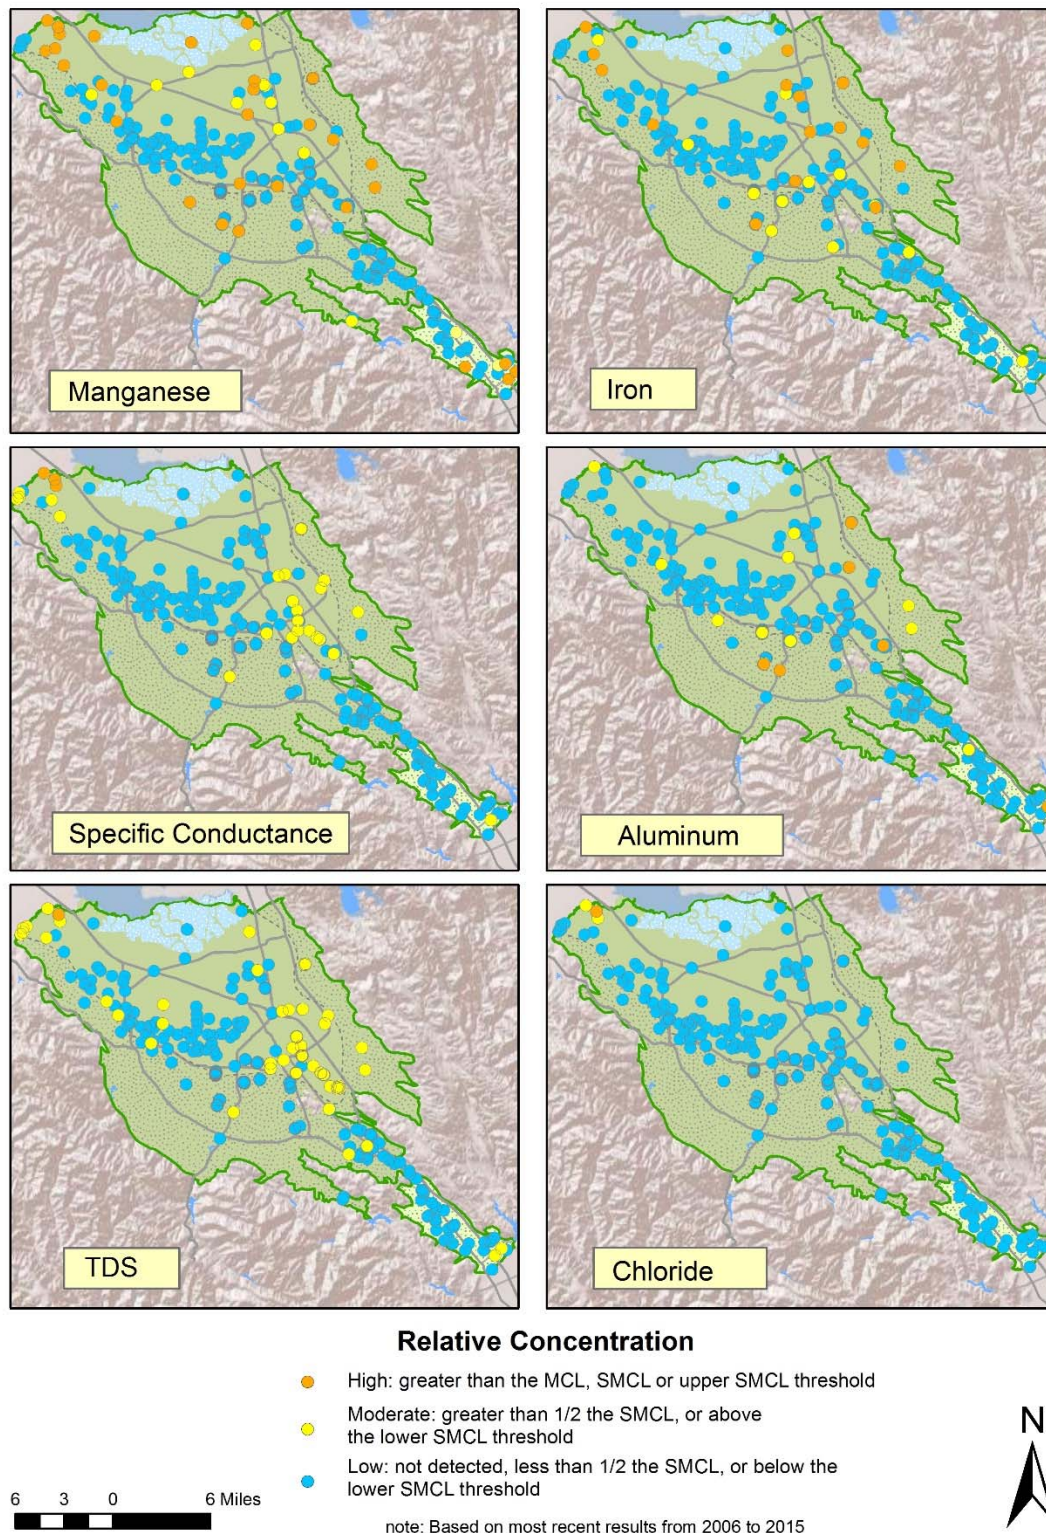 Manganese
Iron
Specific Conductance
Aluminum
TDS
Chloride
Relative Concentration
High: greater than the MCL, SMCL or upper SMCL threshold
Moderate: greater than 1/2 the SMCL, or above
the lower SMCL threshold
Low: not detected, less than 1/2 the SMCL, or below the
lower SMCL threshold
N
6 3 0 6 Miles
note: Based on most recent results from 2006 to 2015